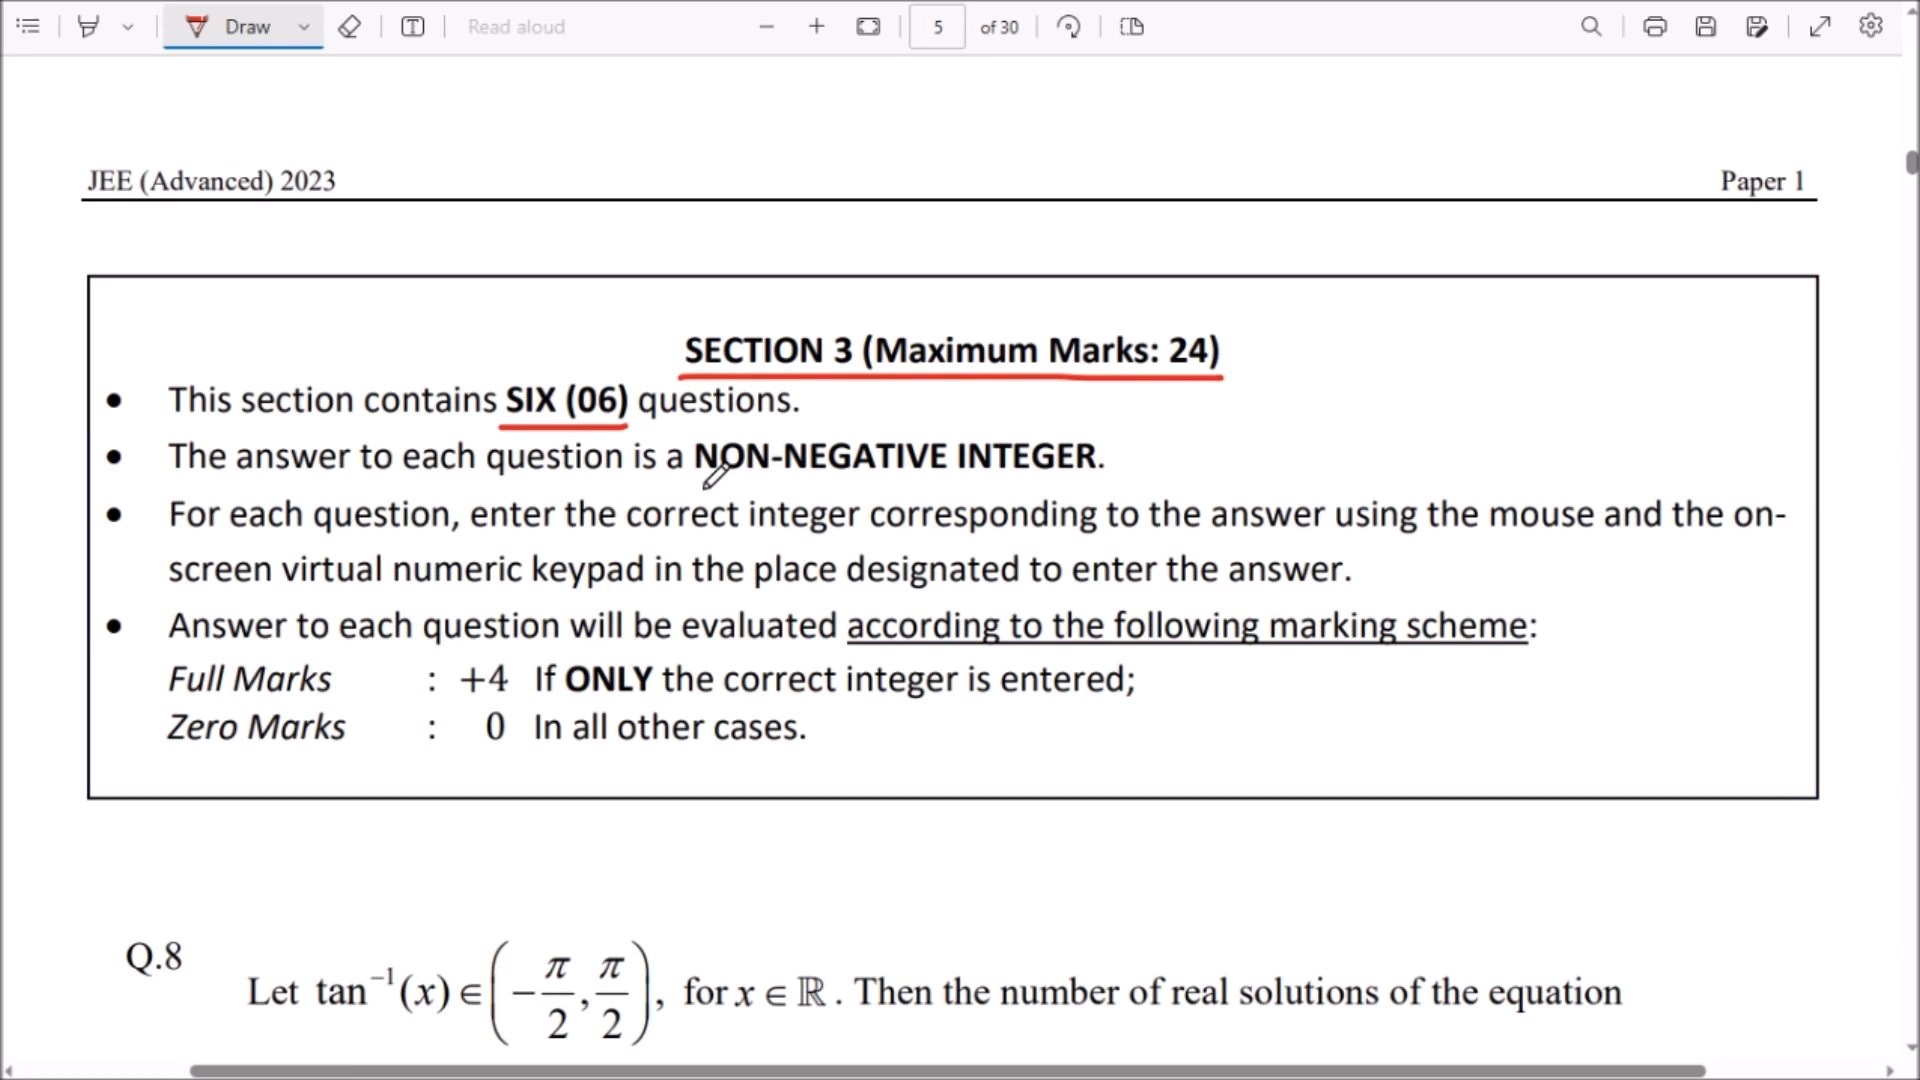 Draw
Read aloud
5 of 30
JEE (Advanced) 2023 Paper 1
SECTION 3 (Maximum Marks: 24)
• This section contains SIX (06) questions.
• The answer to each question is a NON-NEGATIVE INTEGER.
• For each question, enter the correct integer corresponding to the answer using the mouse and the on-
screen virtual numeric keypad in the place designated to enter the answer.
• Answer to each question will be evaluated according to the following marking scheme:
Full Marks : +4 If ONLY the correct integer is entered;
Zero Marks : 0 In all other cases.
Q.8
Let tan⁻¹(x) ∈ (−π/2, π/2), for x ∈ ℝ. Then the number of real solutions of the equation